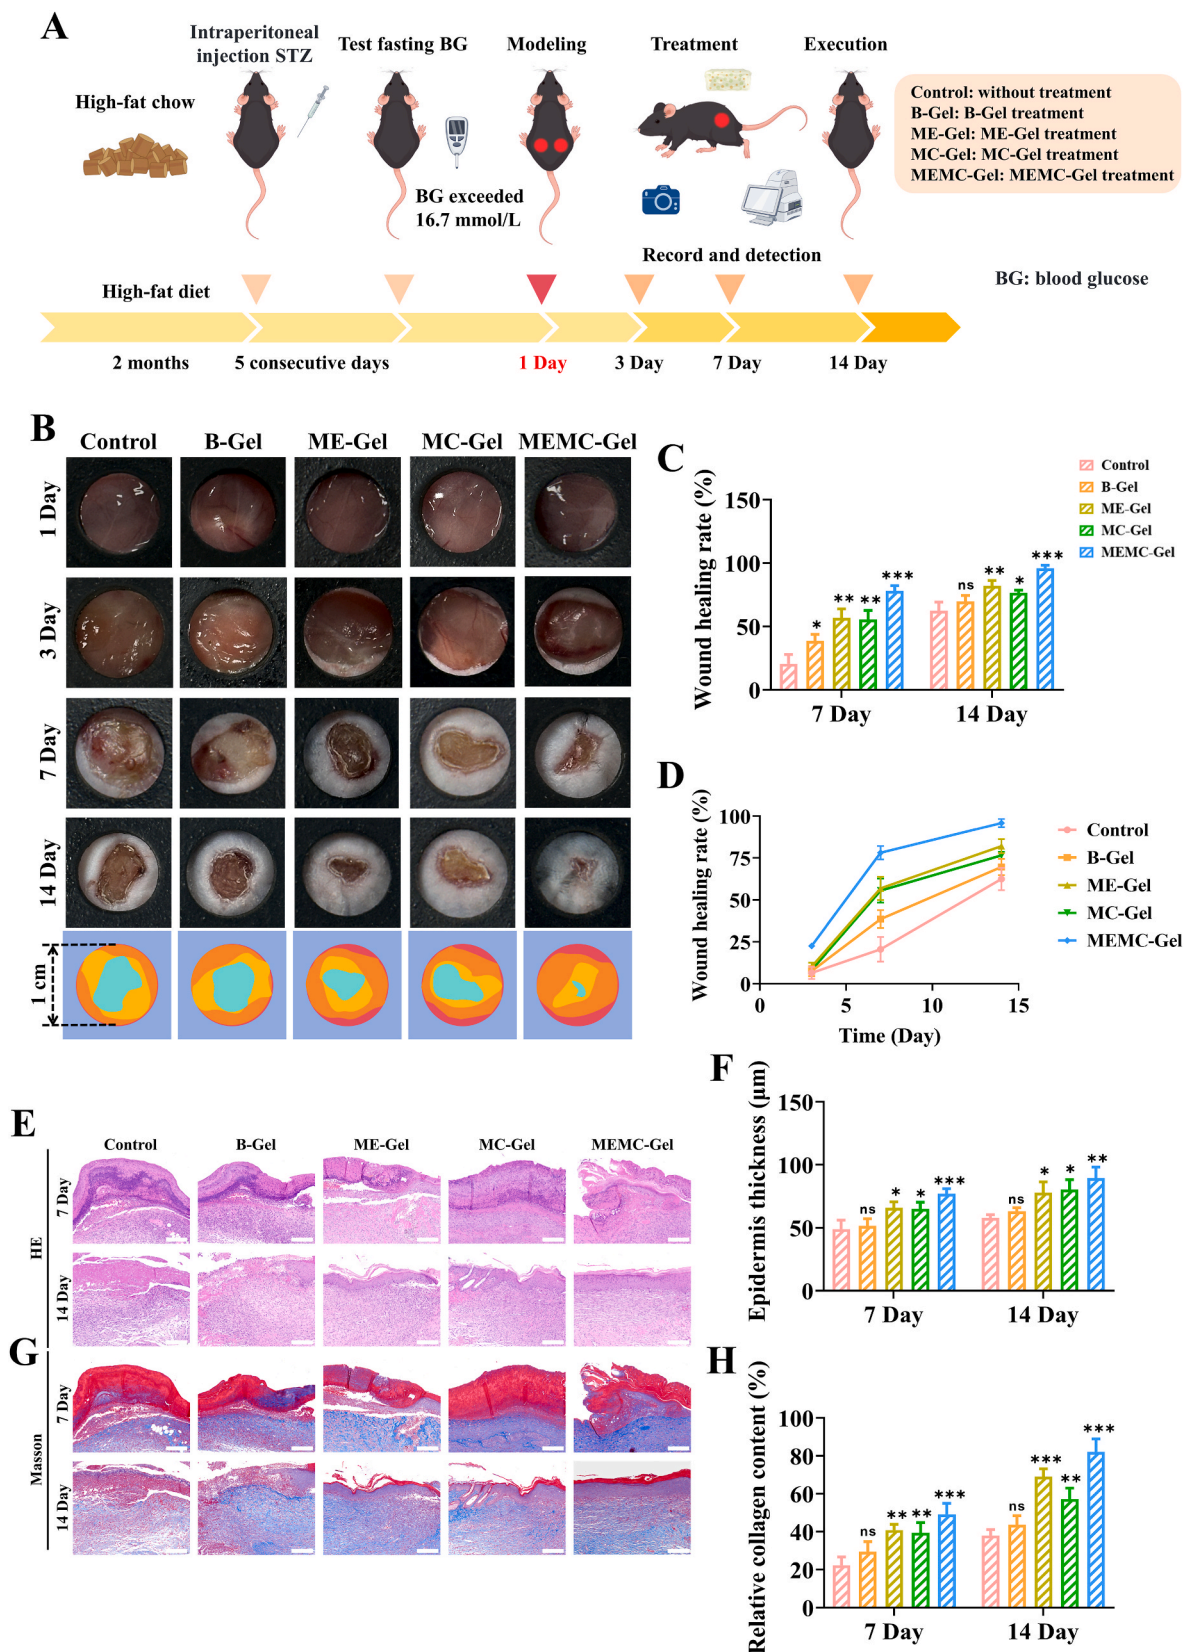 A
Intraperitoneal
injection STZ
Test fasting BG
Modeling
Treatment
Execution
High-fat chow
BG exceeded
16.7 mmol/L
Control: without treatment
B-Gel: B-Gel treatment
ME-Gel: ME-Gel treatment
MC-Gel: MC-Gel treatment
MEMC-Gel: MEMC-Gel treatment
Record and detection
BG: blood glucose
High-fat diet
2 months
5 consecutive days
1 Day
3 Day
7 Day
14 Day
B
Control
B-Gel
ME-Gel
MC-Gel
MEMC-Gel
1 Day
3 Day
7 Day
14 Day
1 cm
C
Wound healing rate (%)
150
100
50
0
*
**
**
***
ns
**
*
***
7 Day
14 Day
Control
B-Gel
ME-Gel
MC-Gel
MEMC-Gel
D
Wound healing rate (%)
100
75
50
25
0
0
5
10
15
Time (Day)
Control
B-Gel
ME-Gel
MC-Gel
MEMC-Gel
E
Control
B-Gel
ME-Gel
MC-Gel
MEMC-Gel
HE
7 Day
14 Day
F
Epidermis thickness (μm)
150
100
50
0
ns
*
*
***
ns
*
*
**
7 Day
14 Day
G
Masson
7 Day
14 Day
H
Relative collagen content (%)
100
80
60
40
20
0
ns
**
**
***
ns
***
**
***
7 Day
14 Day